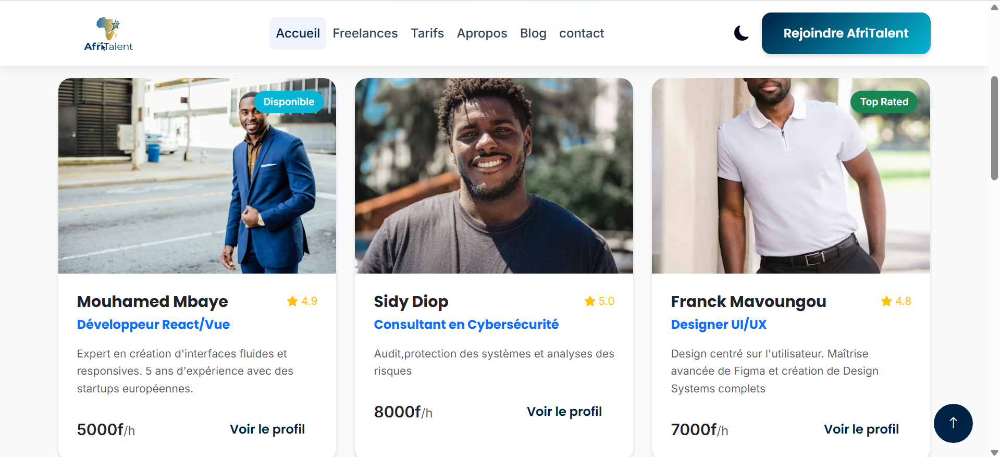 AfriTalent
Accueil
Freelances
Tarifs
Apropos
Blog
contact
Rejoindre AfriTalent
Disponible
Mouhamed Mbaye
4.9
Développeur React/Vue
Expert en création d'interfaces fluides et
responsives. 5 ans d'expérience avec des
startups européennes.
5000f/h
Voir le profil
Sidy Diop
5.0
Consultant en Cybersécurité
Audit,protection des systèmes et analyses des
risques
8000f/h
Voir le profil
Top Rated
Franck Mavoungou
4.8
Designer UI/UX
Design centré sur l'utilisateur. Maîtrise
avancée de Figma et création de Design
Systems complets
7000f/h
Voir le profil